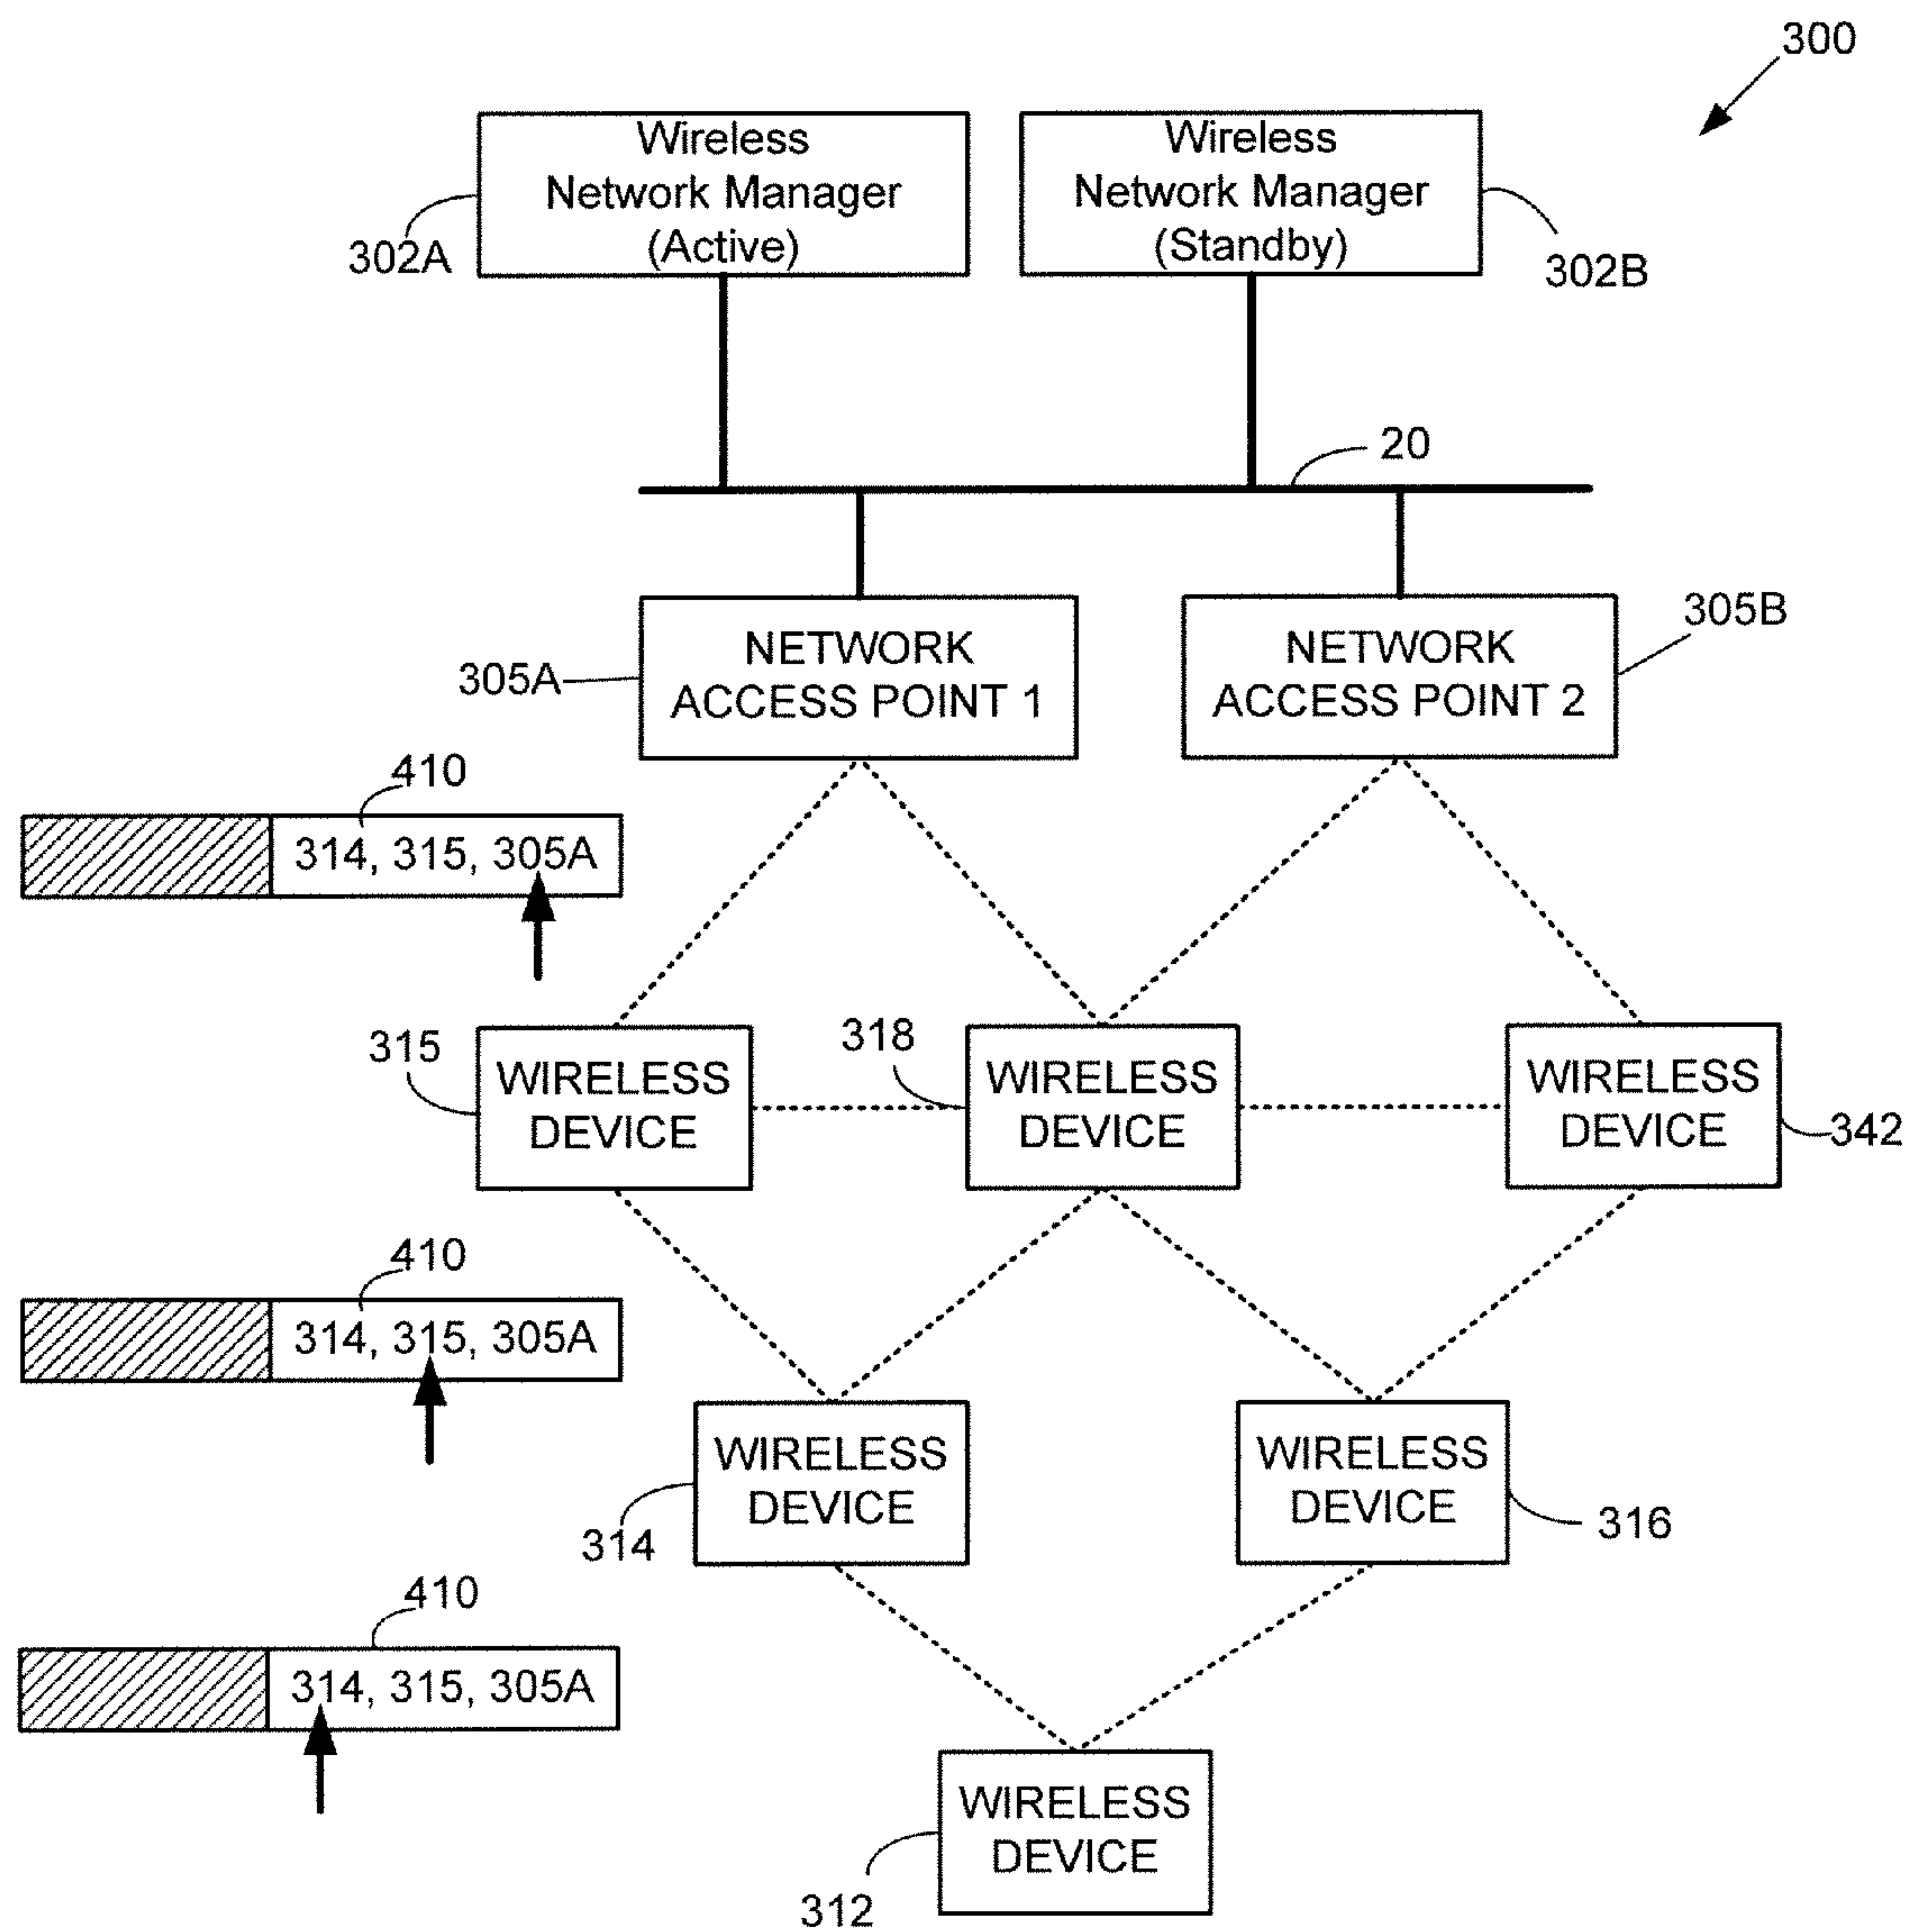 300
Wireless
Network Manager
(Active)
302A
Wireless
Network Manager
(Standby)
302B
20
NETWORK
ACCESS POINT 1
305A
NETWORK
ACCESS POINT 2
305B
410
314, 315, 305A
315
WIRELESS
DEVICE
318
WIRELESS
DEVICE
WIRELESS
DEVICE
342
410
314, 315, 305A
WIRELESS
DEVICE
314
WIRELESS
DEVICE
316
410
314, 315, 305A
WIRELESS
DEVICE
312